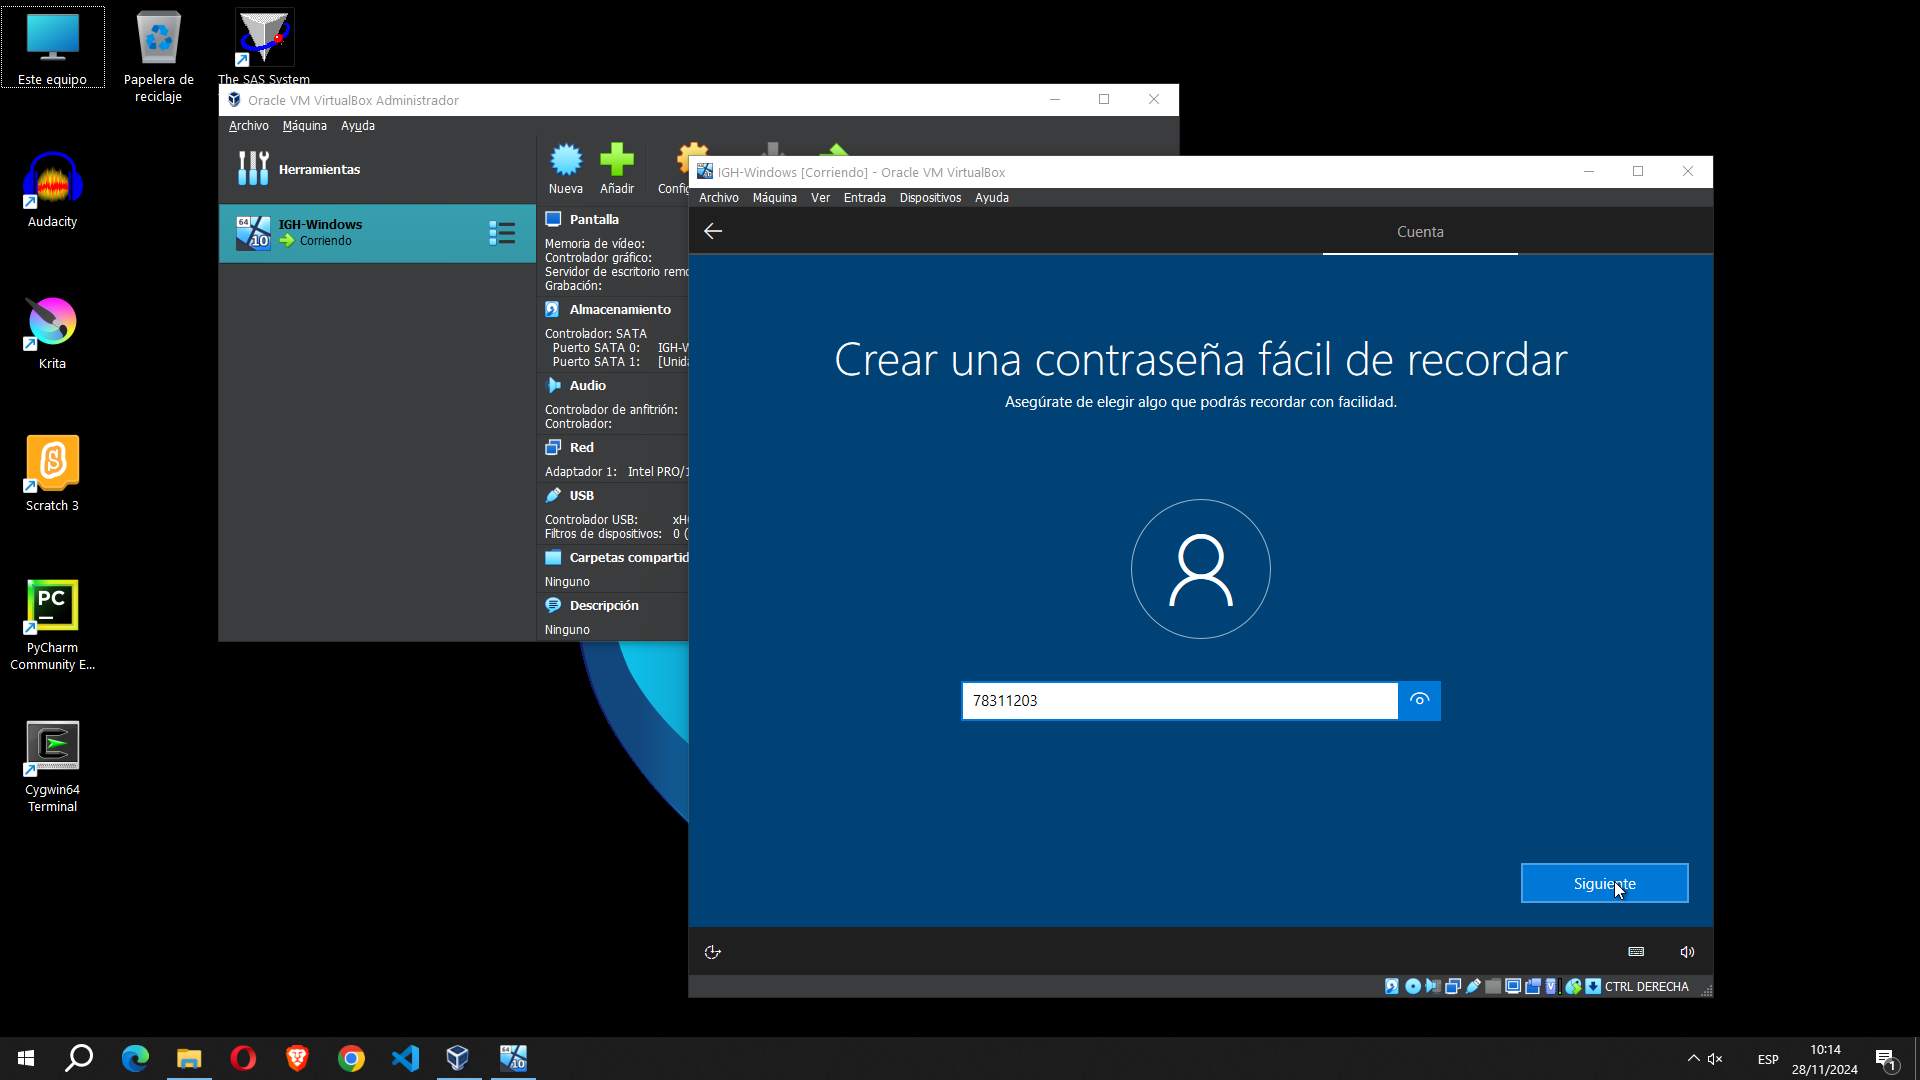 Este equipo
Papelera de
reciclaje
The SAS System
Audacity
Krita
Scratch 3
PC
PyCharm
Community E...
Cygwin64
Terminal
Oracle VM VirtualBox Administrador
Archivo Máquina Ayuda
Herramientas
Nueva Añadir Config
64
10
IGH-Windows
Corriendo
Pantalla
Memoria de vídeo:
Controlador gráfico:
Servidor de escritorio remo
Grabación:
Almacenamiento
Controlador: SATA
Puerto SATA 0: IGH-W
Puerto SATA 1: [Unida
Audio
Controlador de anfitrión:
Controlador:
Red
Adaptador 1: Intel PRO/1
USB
Controlador USB: xH
Filtros de dispositivos: 0 (
Carpetas compartid
Ninguno
Descripción
Ninguno
IGH-Windows [Corriendo] - Oracle VM VirtualBox
Archivo Máquina Ver Entrada Dispositivos Ayuda
Cuenta
Crear una contraseña fácil de recordar
Asegúrate de elegir algo que podrás recordar con facilidad.
78311203
Siguiente
CTRL DERECHA
10
ESP
10:14
28/11/2024
1